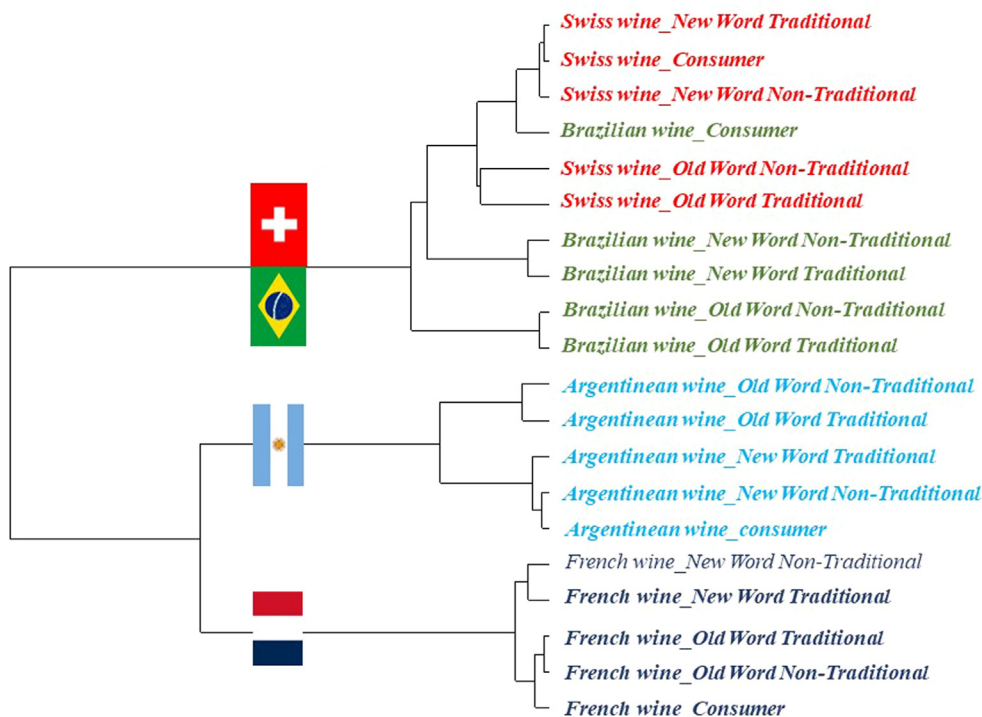 Swiss wine_New Word Traditional
Swiss wine_Consumer
Swiss wine_New Word Non-Traditional
Brazilian wine_Consumer
Swiss wine_Old Word Non-Traditional
Swiss wine_Old Word Traditional
Brazilian wine_New Word Non-Traditional
Brazilian wine_New Word Traditional
Brazilian wine_Old Word Non-Traditional
Brazilian wine_Old Word Traditional
Argentinean wine_Old Word Non-Traditional
Argentinean wine_Old Word Traditional
Argentinean wine_New Word Traditional
Argentinean wine_New Word Non-Traditional
Argentinean wine_consumer
French wine_New Word Non-Traditional
French wine_New Word Traditional
French wine_Old Word Traditional
French wine_Old Word Non-Traditional
French wine Consumer